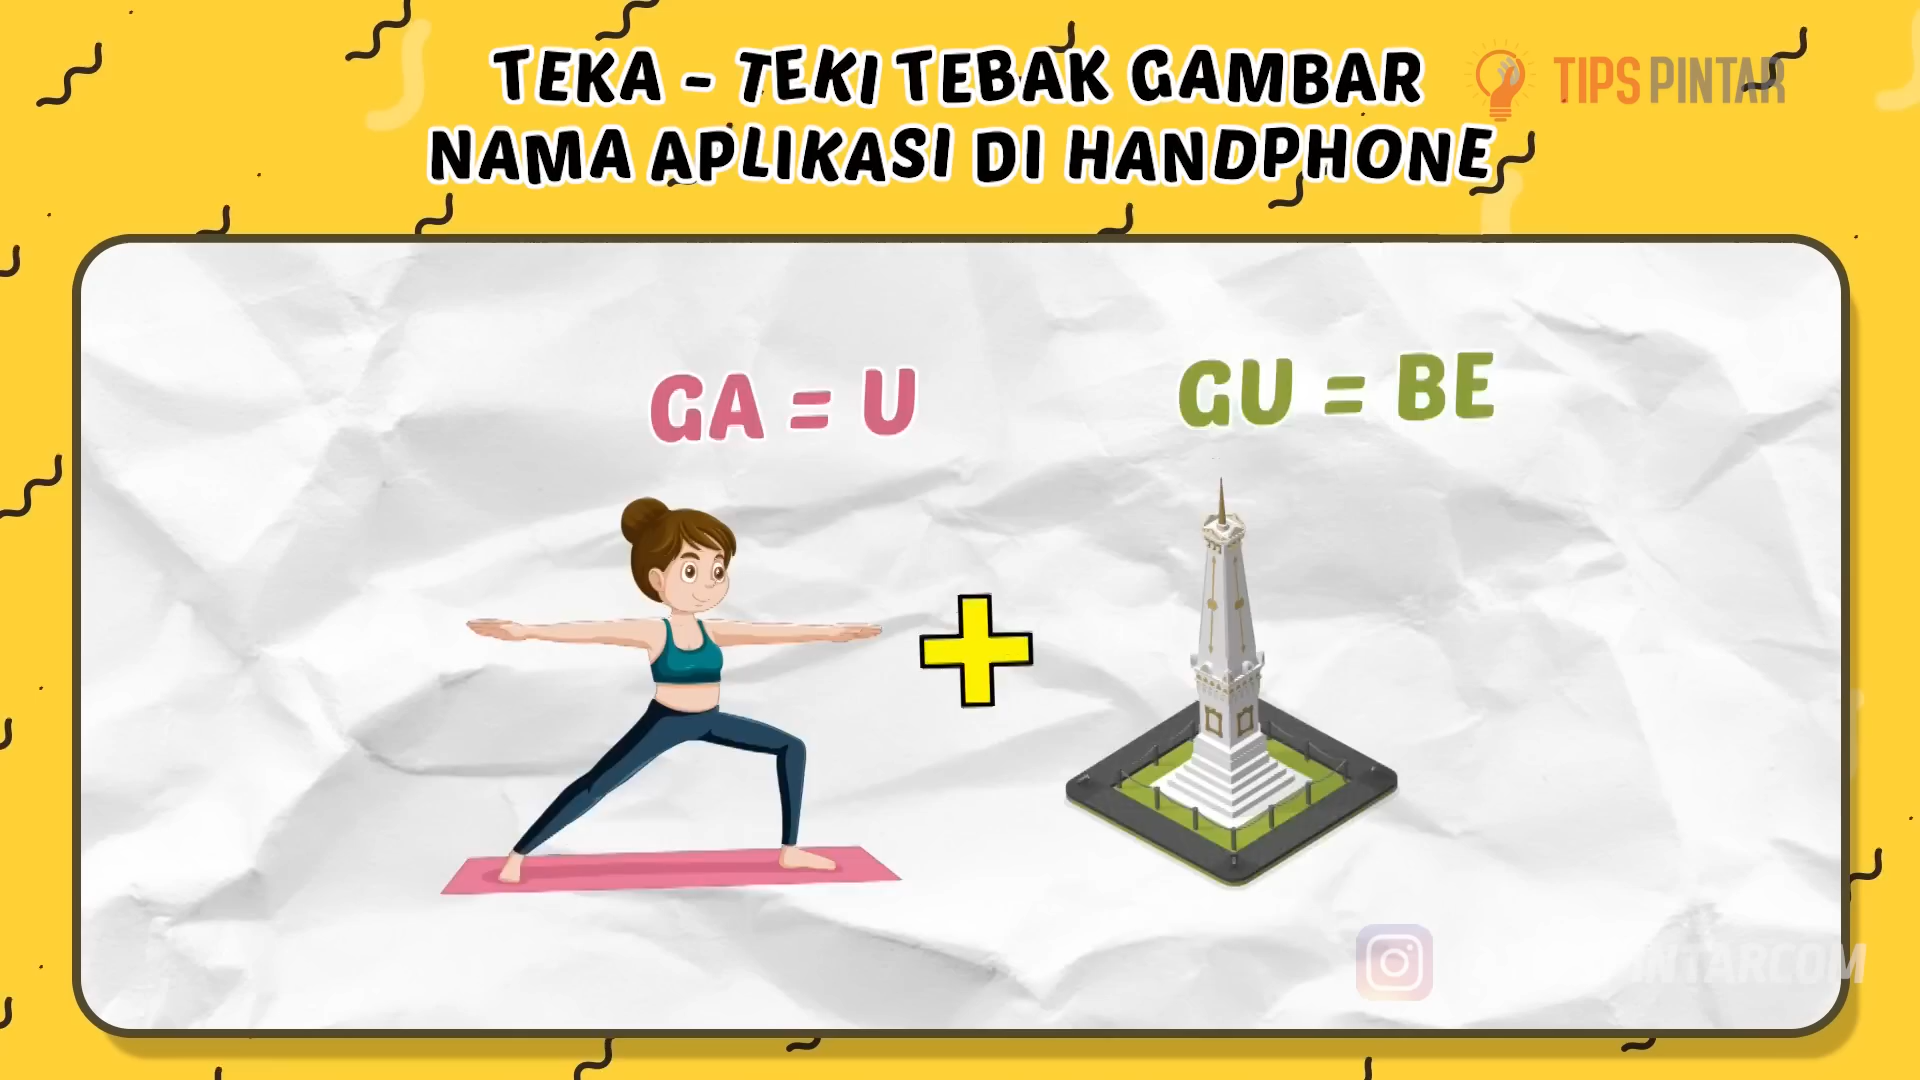 TEKA - TEKI TEBAK GAMBAR
NAMA APLIKASI DI HANDPHONE
TIPS PINTAR
GA = U
GU = BE